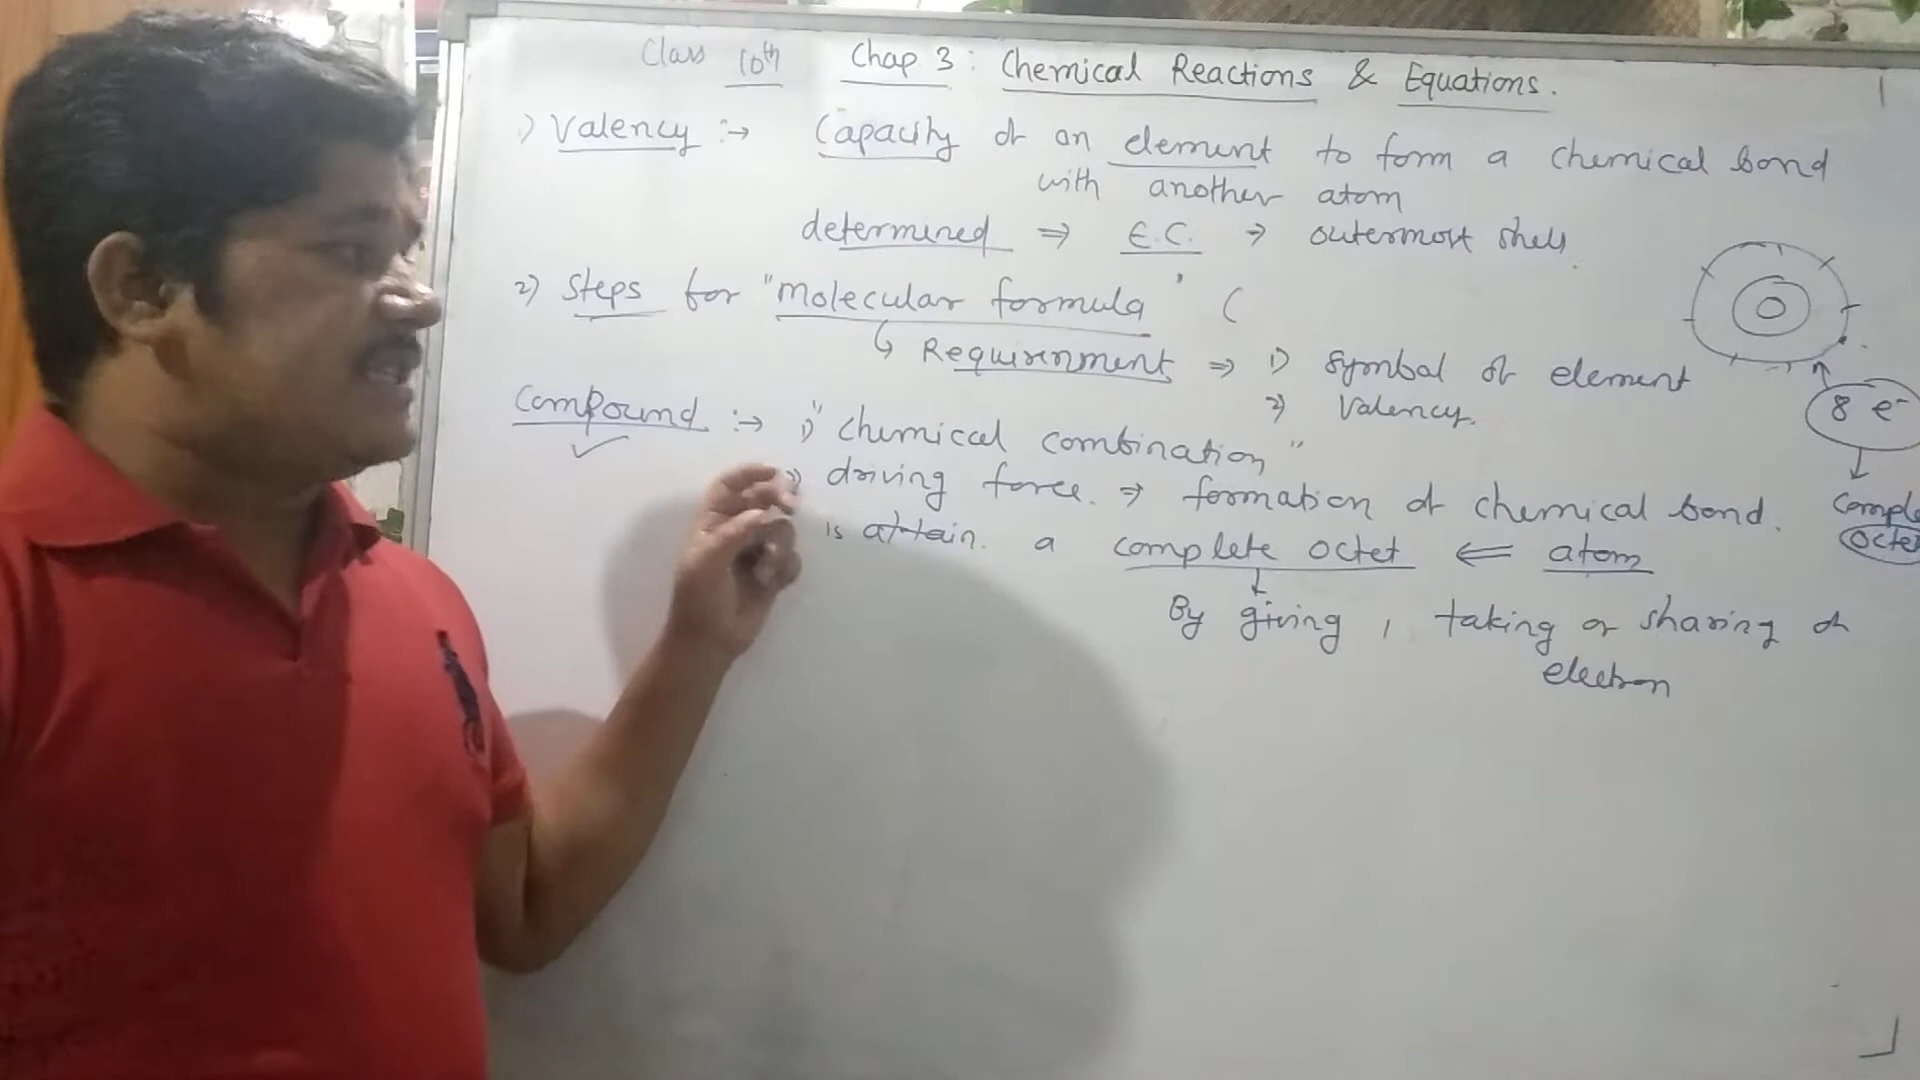 Class 10th Chap 3: Chemical Reactions & Equations.
1) Valency :→ Capacity of an element to form a chemical bond
with another atom
determined ⇒ E.C. → outermost shell.
2) Steps for "molecular formula" (
↳ Requirenment ⇒ 1) Symbol of element
2) Valency.
8 e-
Compound :→ 1) "chemical combination"
driving force. → formation of chemical bond.
Comple
is attain. a complete octet ⇐ atom
Octe
By giving, taking or sharing of
electron